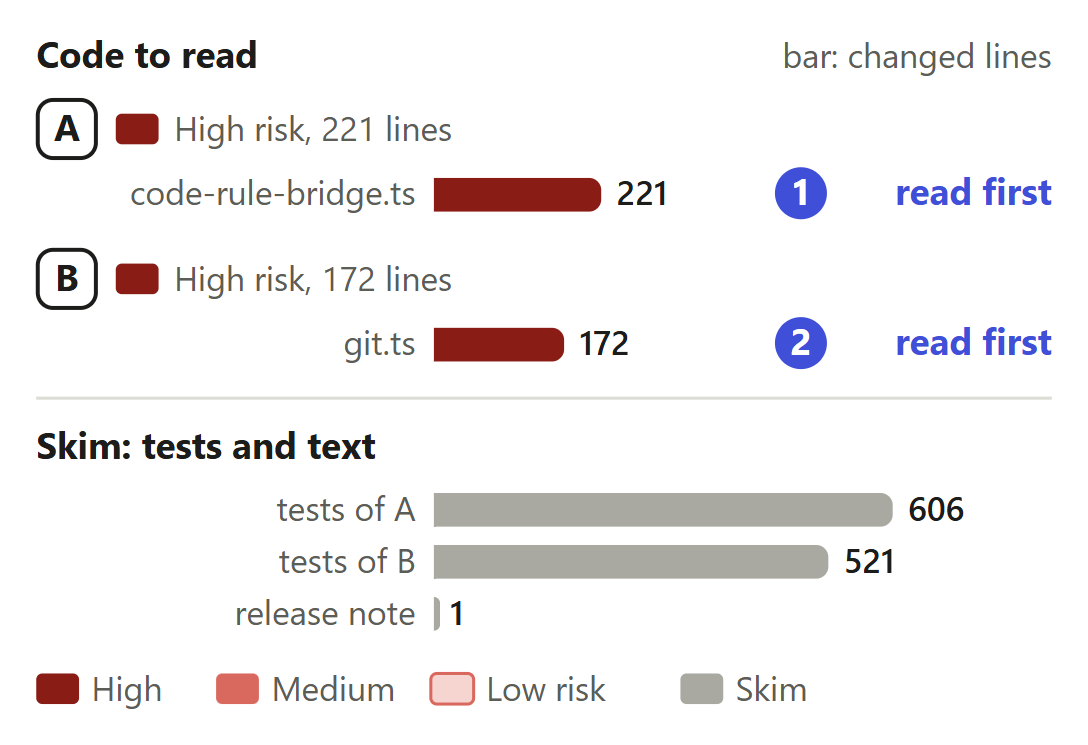 Code to read bar: changed lines
A High risk, 221 lines
code-rule-bridge.ts 221 1 read first
B High risk, 172 lines
git.ts 172 2 read first
Skim: tests and text
tests of A 606
tests of B 521
release note 1
High Medium Low risk Skim